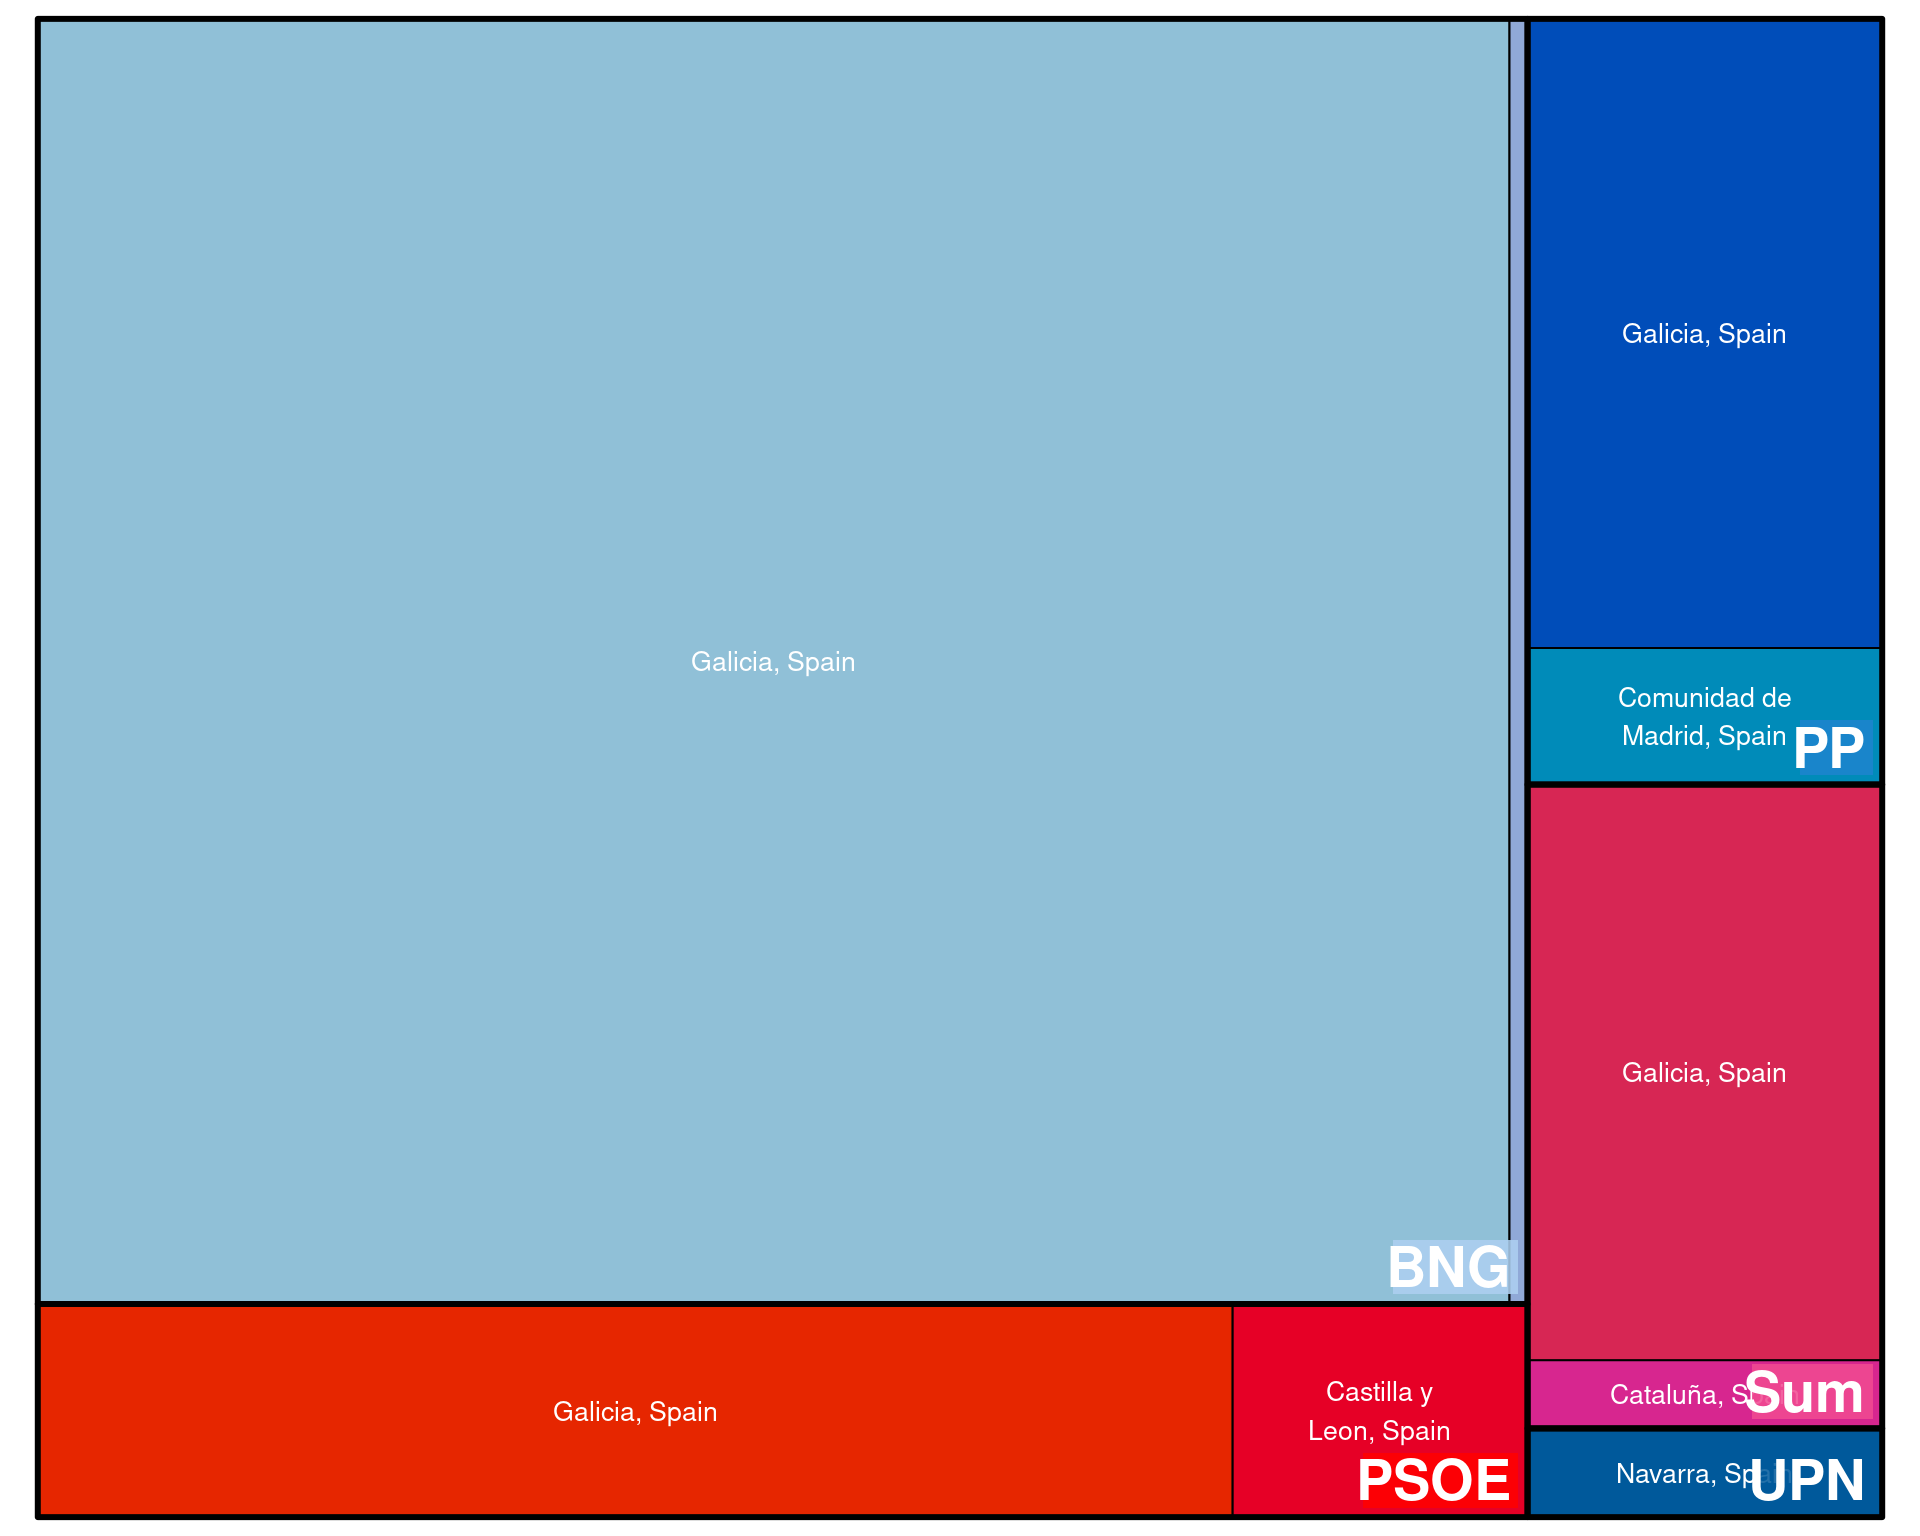 Galicia, Spain
BNG
Galicia, Spain
Castilla y
Leon, Spain
PSOE
Galicia, Spain
Comunidad de
Madrid, Spain
PP
Galicia, Spain
Cataluña,
Sum
Navarra,
UPN